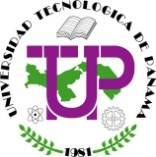 UNIVERSIDAD TECNOLOGICA DE PANAMA
UTP
1981